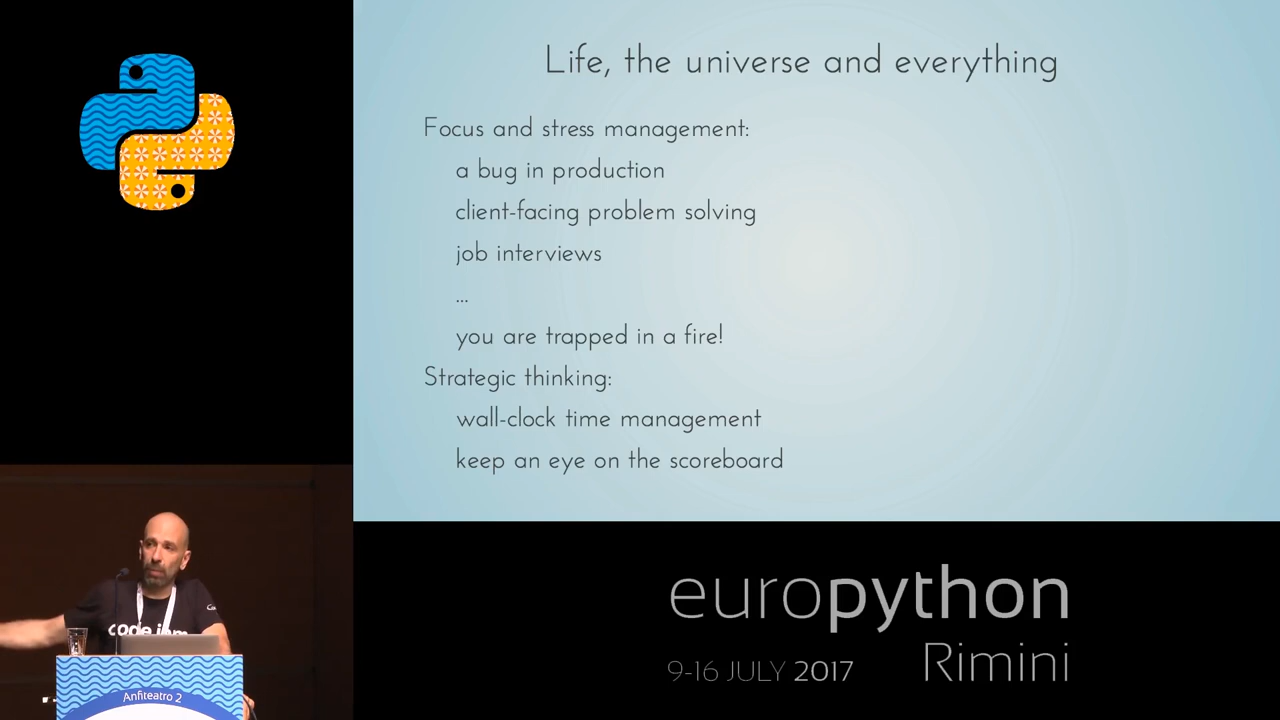 Life, the universe and everything
Focus and stress management:
a bug in production
client-facing problem solving
job interviews
...
you are trapped in a fire!
Strategic thinking:
wall-clock time management
keep an eye on the scoreboard
code jam
Anfiteatro 2
europython
9-16 JULY 2017
Rimini